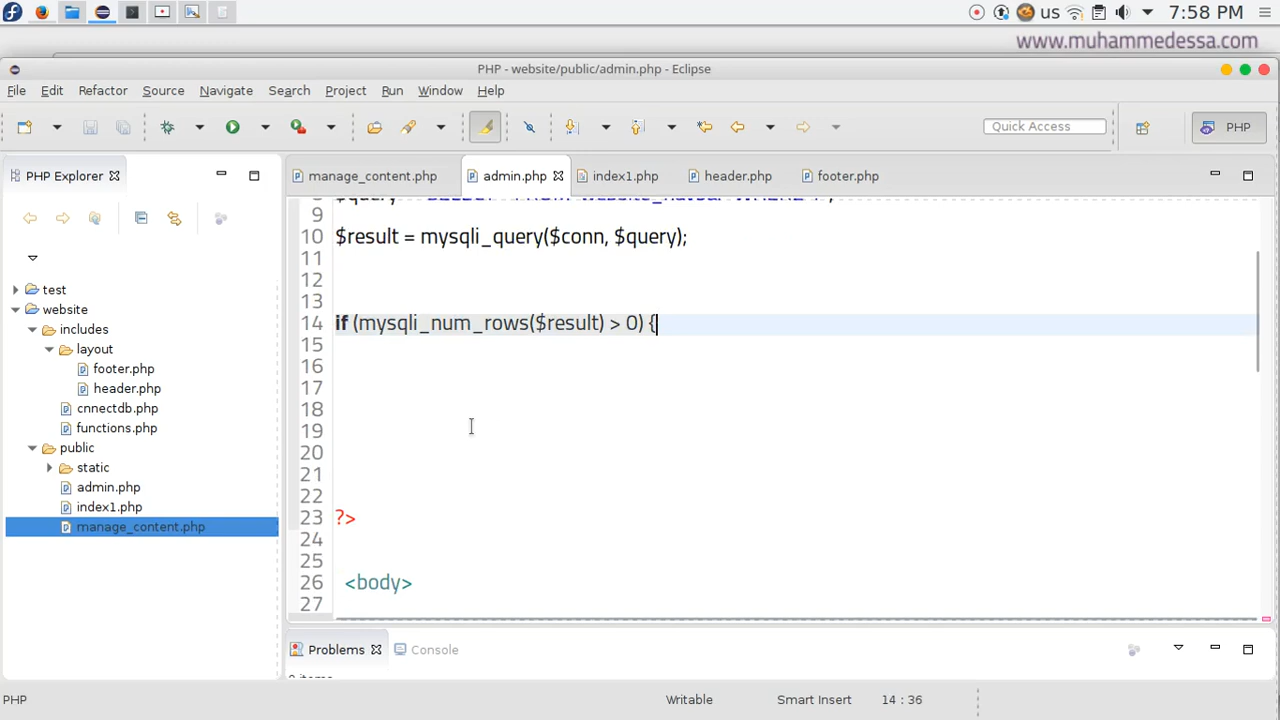 us
7:58 PM
www.muhammedessa.com
PHP - website/public/admin.php - Eclipse
File Edit Refactor Source Navigate Search Project Run Window Help
Quick Access
PHP
PHP Explorer
manage_content.php
admin.php
index1.php
header.php
footer.php
test
website
includes
layout
footer.php
header.php
cnnectdb.php
functions.php
public
static
admin.php
index1.php
manage_content.php
9
10 $result = mysqli_query($conn, $query);
11
12
13
14 if (mysqli_num_rows($result) > 0) {
15
16
17
18
19
20
21
22
23 ?>
24
25
26 <body>
27
Problems
Console
PHP
Writable
Smart Insert
14 : 36